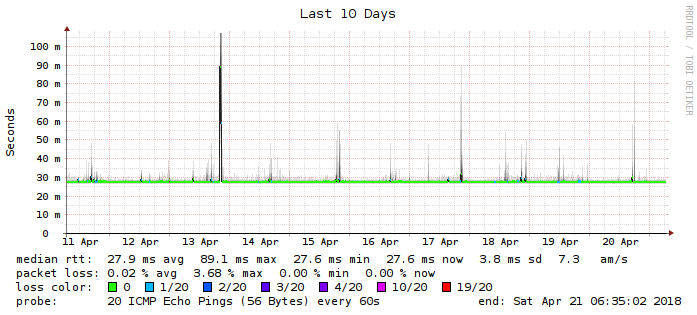 Last 10 Days
RRDTOOL / TOBI OETIKER
Seconds
100 m
90 m
80 m
70 m
60 m
50 m
40 m
30 m
20 m
10 m
0
11 Apr 12 Apr 13 Apr 14 Apr 15 Apr 16 Apr 17 Apr 18 Apr 19 Apr 20 Apr
median rtt: 27.9 ms avg 89.1 ms max 27.6 ms min 27.6 ms now 3.8 ms sd 7.3 am/s
packet loss: 0.02 % avg 3.68 % max 0.00 % min 0.00 % now
loss color: 0 1/20 2/20 3/20 4/20 10/20 19/20
probe: 20 ICMP Echo Pings (56 Bytes) every 60s end: Sat Apr 21 06:35:02 2018